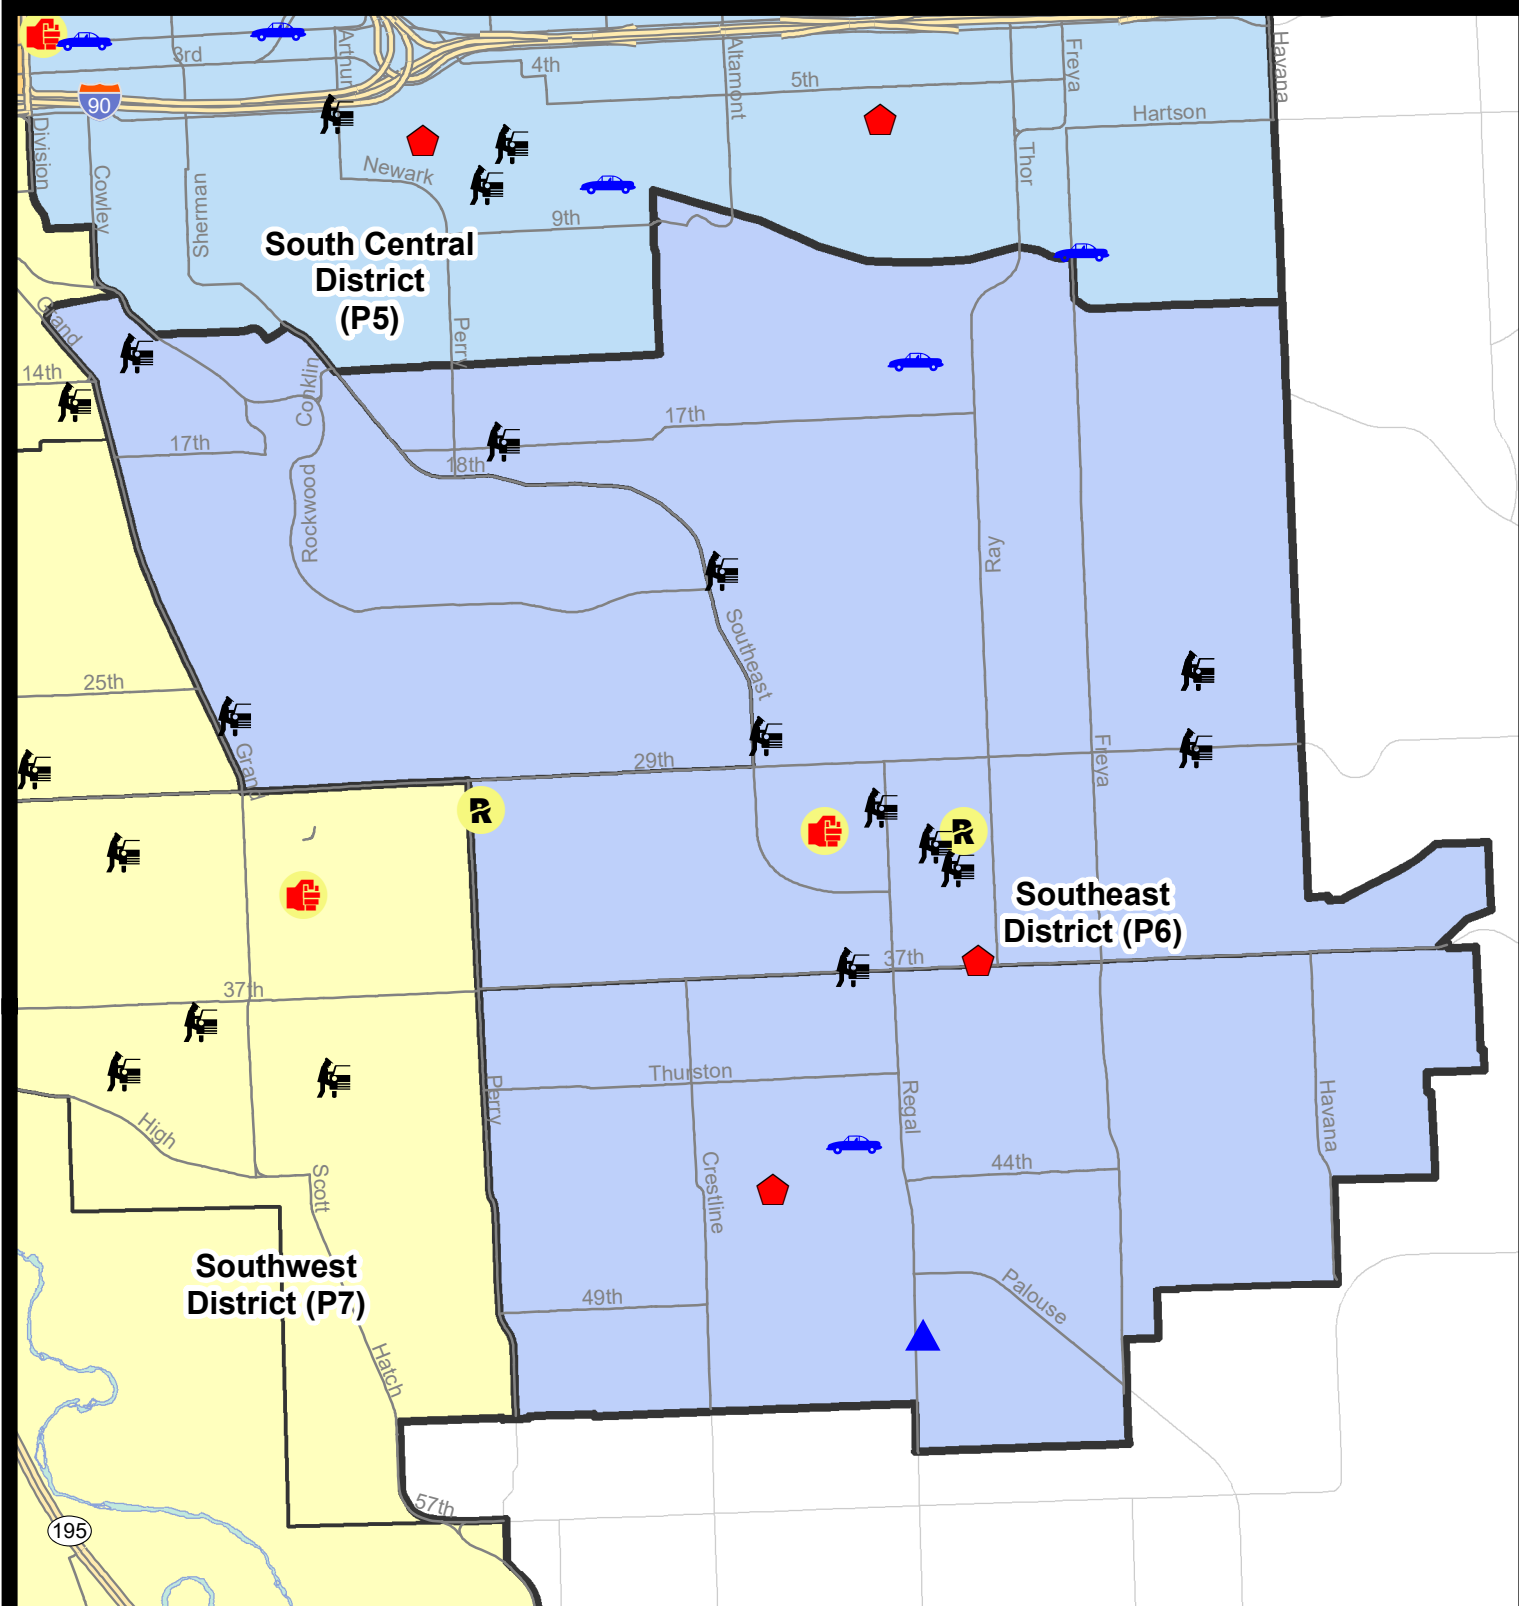 3rd
Arthur
4th
Altamont
5th
Freya
Havana
90
Division
Cowley
Sherman
Newark
Hartson
Thor
9th
South Central
District
(P5)
Grand
Perry
14th
Conklin
17th
17th
18th
Rockwood
Ray
Southeast
25th
Grand
29th
Freya
R
R
Southeast
District (P6)
37th
37th
Thurston
Perry
Regal
Havana
High
Scott
Crestline
44th
Southwest
District (P7)
49th
Palouse
Hatch
57th
195